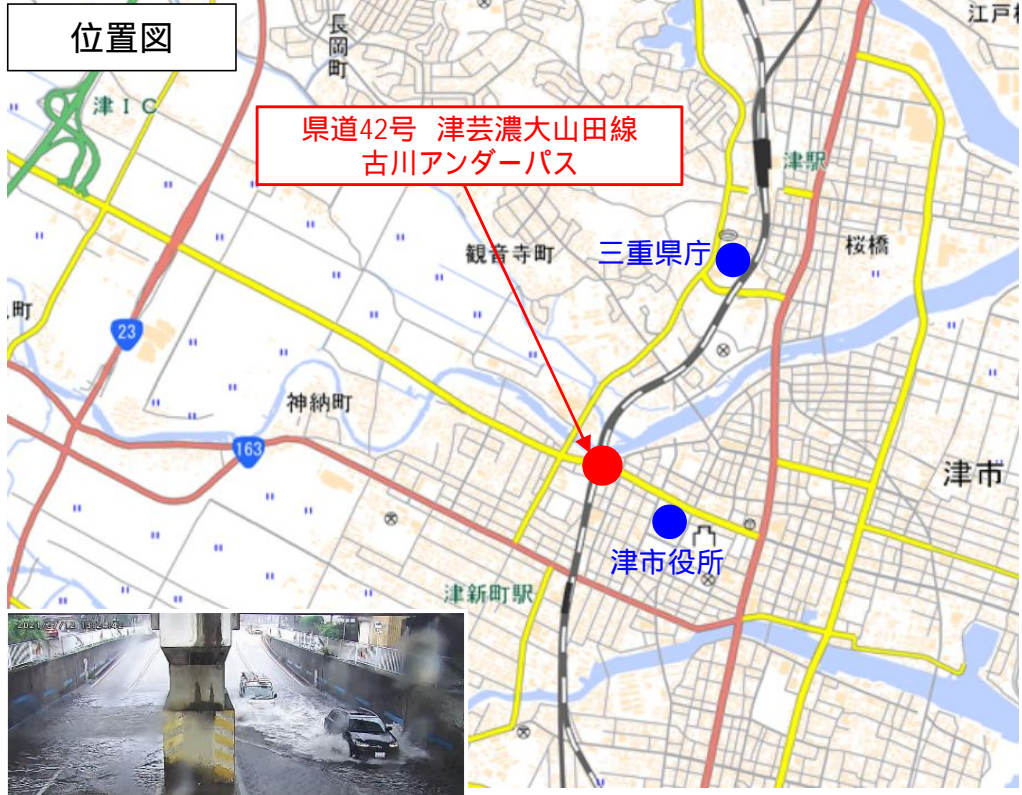 位置図
長岡町
江戸橋
津IC
県道42号 津芸濃大山田線
古川アンダーパス
津駅
桜橋
三重県庁
観音寺町
町
23
神納町
163
津市
津市役所
津新町駅